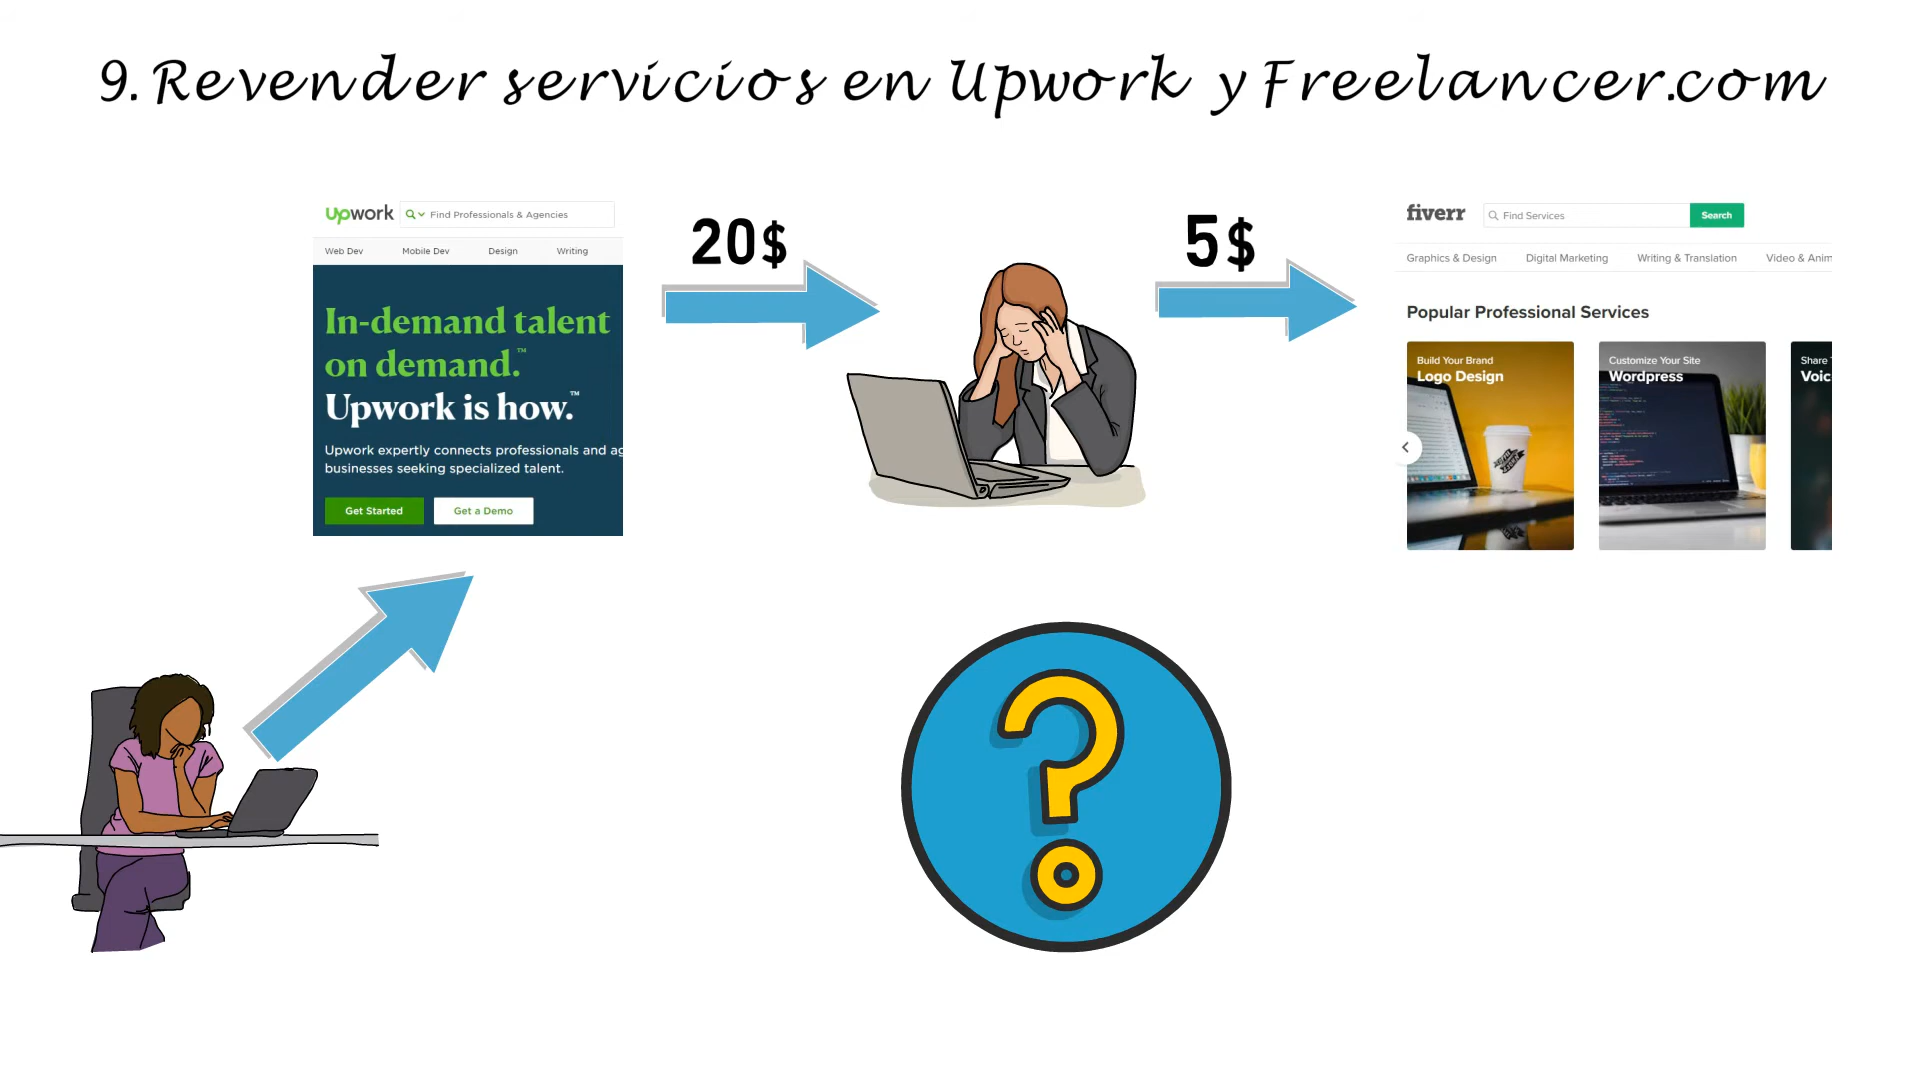 9. Revender servicios en Upwork y Freelancer.com
Upwork
Find Professionals & Agencies
Web Dev Mobile Dev Design Writing
In-demand talent
on demand.™
Upwork is how.™
Upwork expertly connects professionals and
businesses seeking specialized talent.
Get Started Get a Demo
20$
5$
fiverr
Find Services Search
Graphics & Design Digital Marketing Writing & Translation Video & Anim
Popular Professional Services
Build Your Brand
Logo Design
Customize Your Site
Wordpress
Share
Voic